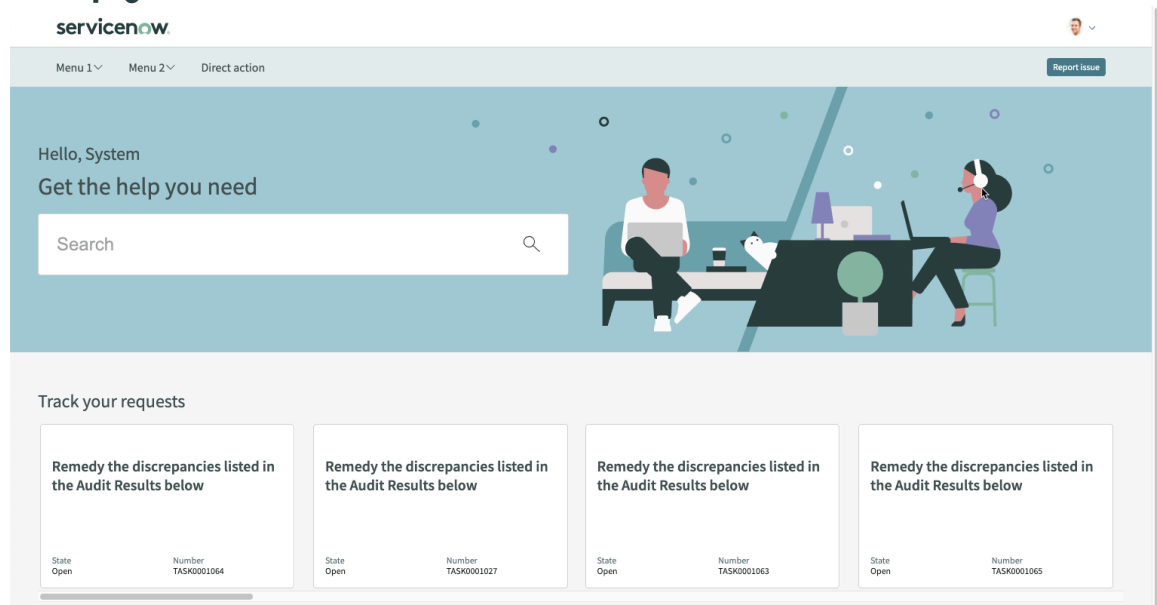 servicenow.
Menu 1 Menu 2 Direct action Report issue
Hello, System
Get the help you need
Search
Track your requests
Remedy the discrepancies listed in
the Audit Results below
State Number
Open TASK0001064
Remedy the discrepancies listed in
the Audit Results below
State Number
Open TASK0001027
Remedy the discrepancies listed in
the Audit Results below
State Number
Open TASK0001063
Remedy the discrepancies listed in
the Audit Results below
State Number
Open TASK0001065